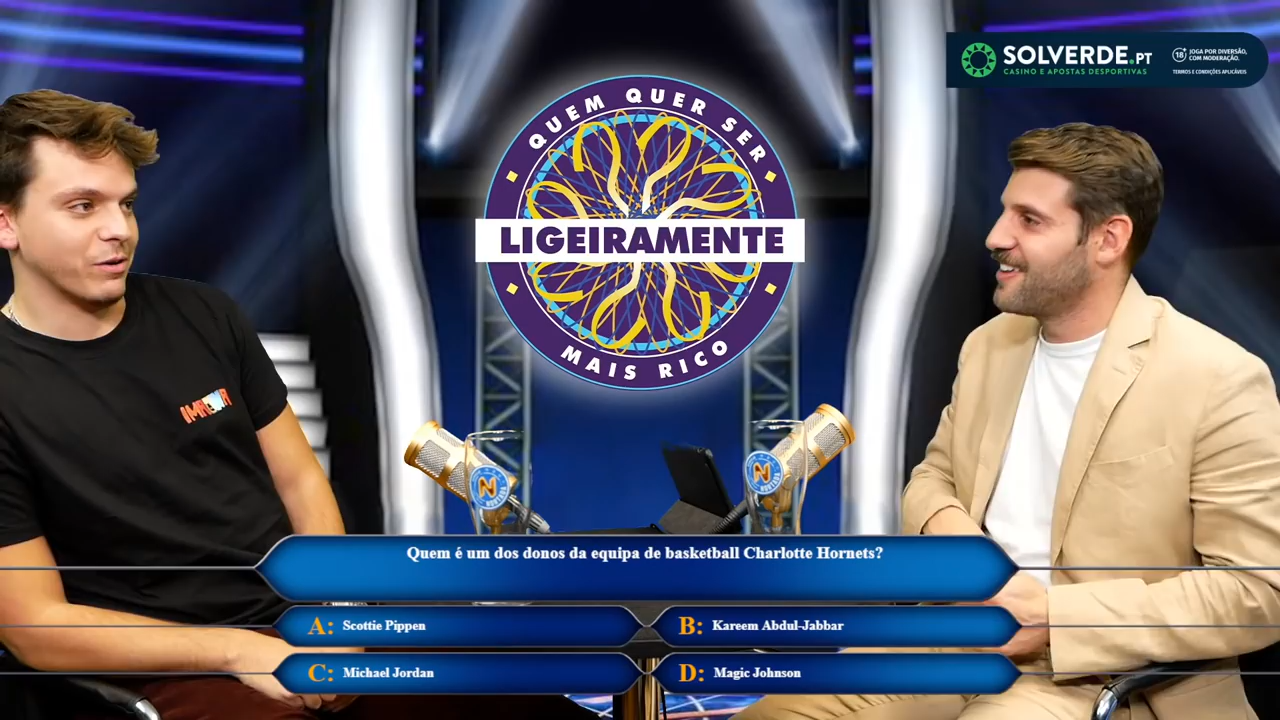 SOLVERDE.PT
CASINO E APOSTAS DESPORTIVAS
18+
JOGA POR DIVERSÃO,
COM MODERAÇÃO.
TERMOS E CONDIÇÕES APLICÁVEIS
QUEM QUER SER
LIGEIRAMENTE
MAIS RICO
N
NORTADA
N
NORTADA
Quem é um dos donos da equipa de basketball Charlotte Hornets?
A: Scottie Pippen
B: Kareem Abdul-Jabbar
C: Michael Jordan
D: Magic Johnson